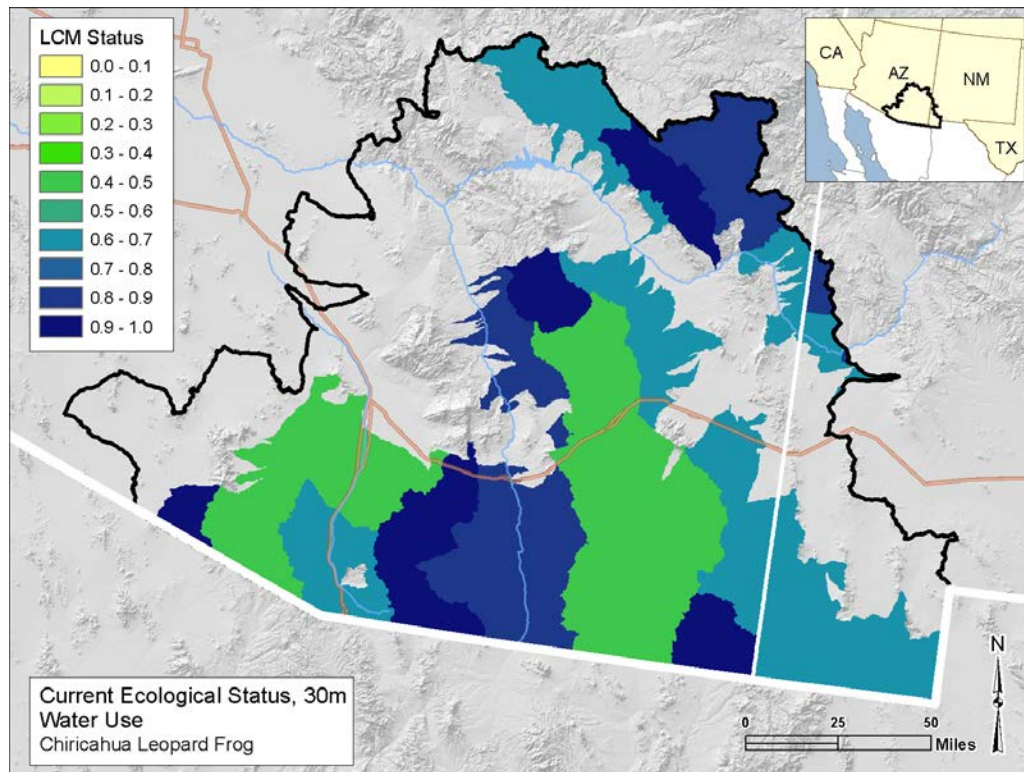 LCM Status
0.0 - 0.1
0.1 - 0.2
0.2 - 0.3
0.3 - 0.4
0.4 - 0.5
0.5 - 0.6
0.6 - 0.7
0.7 - 0.8
0.8 - 0.9
0.9 - 1.0
CA
AZ
NM
TX
Current Ecological Status, 30m
Water Use
Chiricahua Leopard Frog
N
0 25 50
Miles